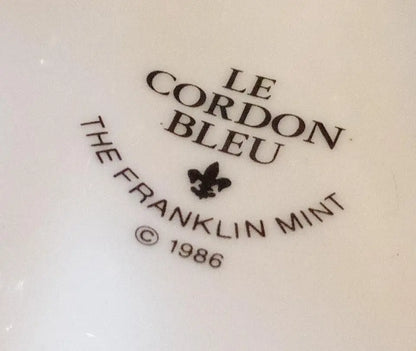 LE
CORDON
BLEU
THE FRANKLIN MINT
© 1986